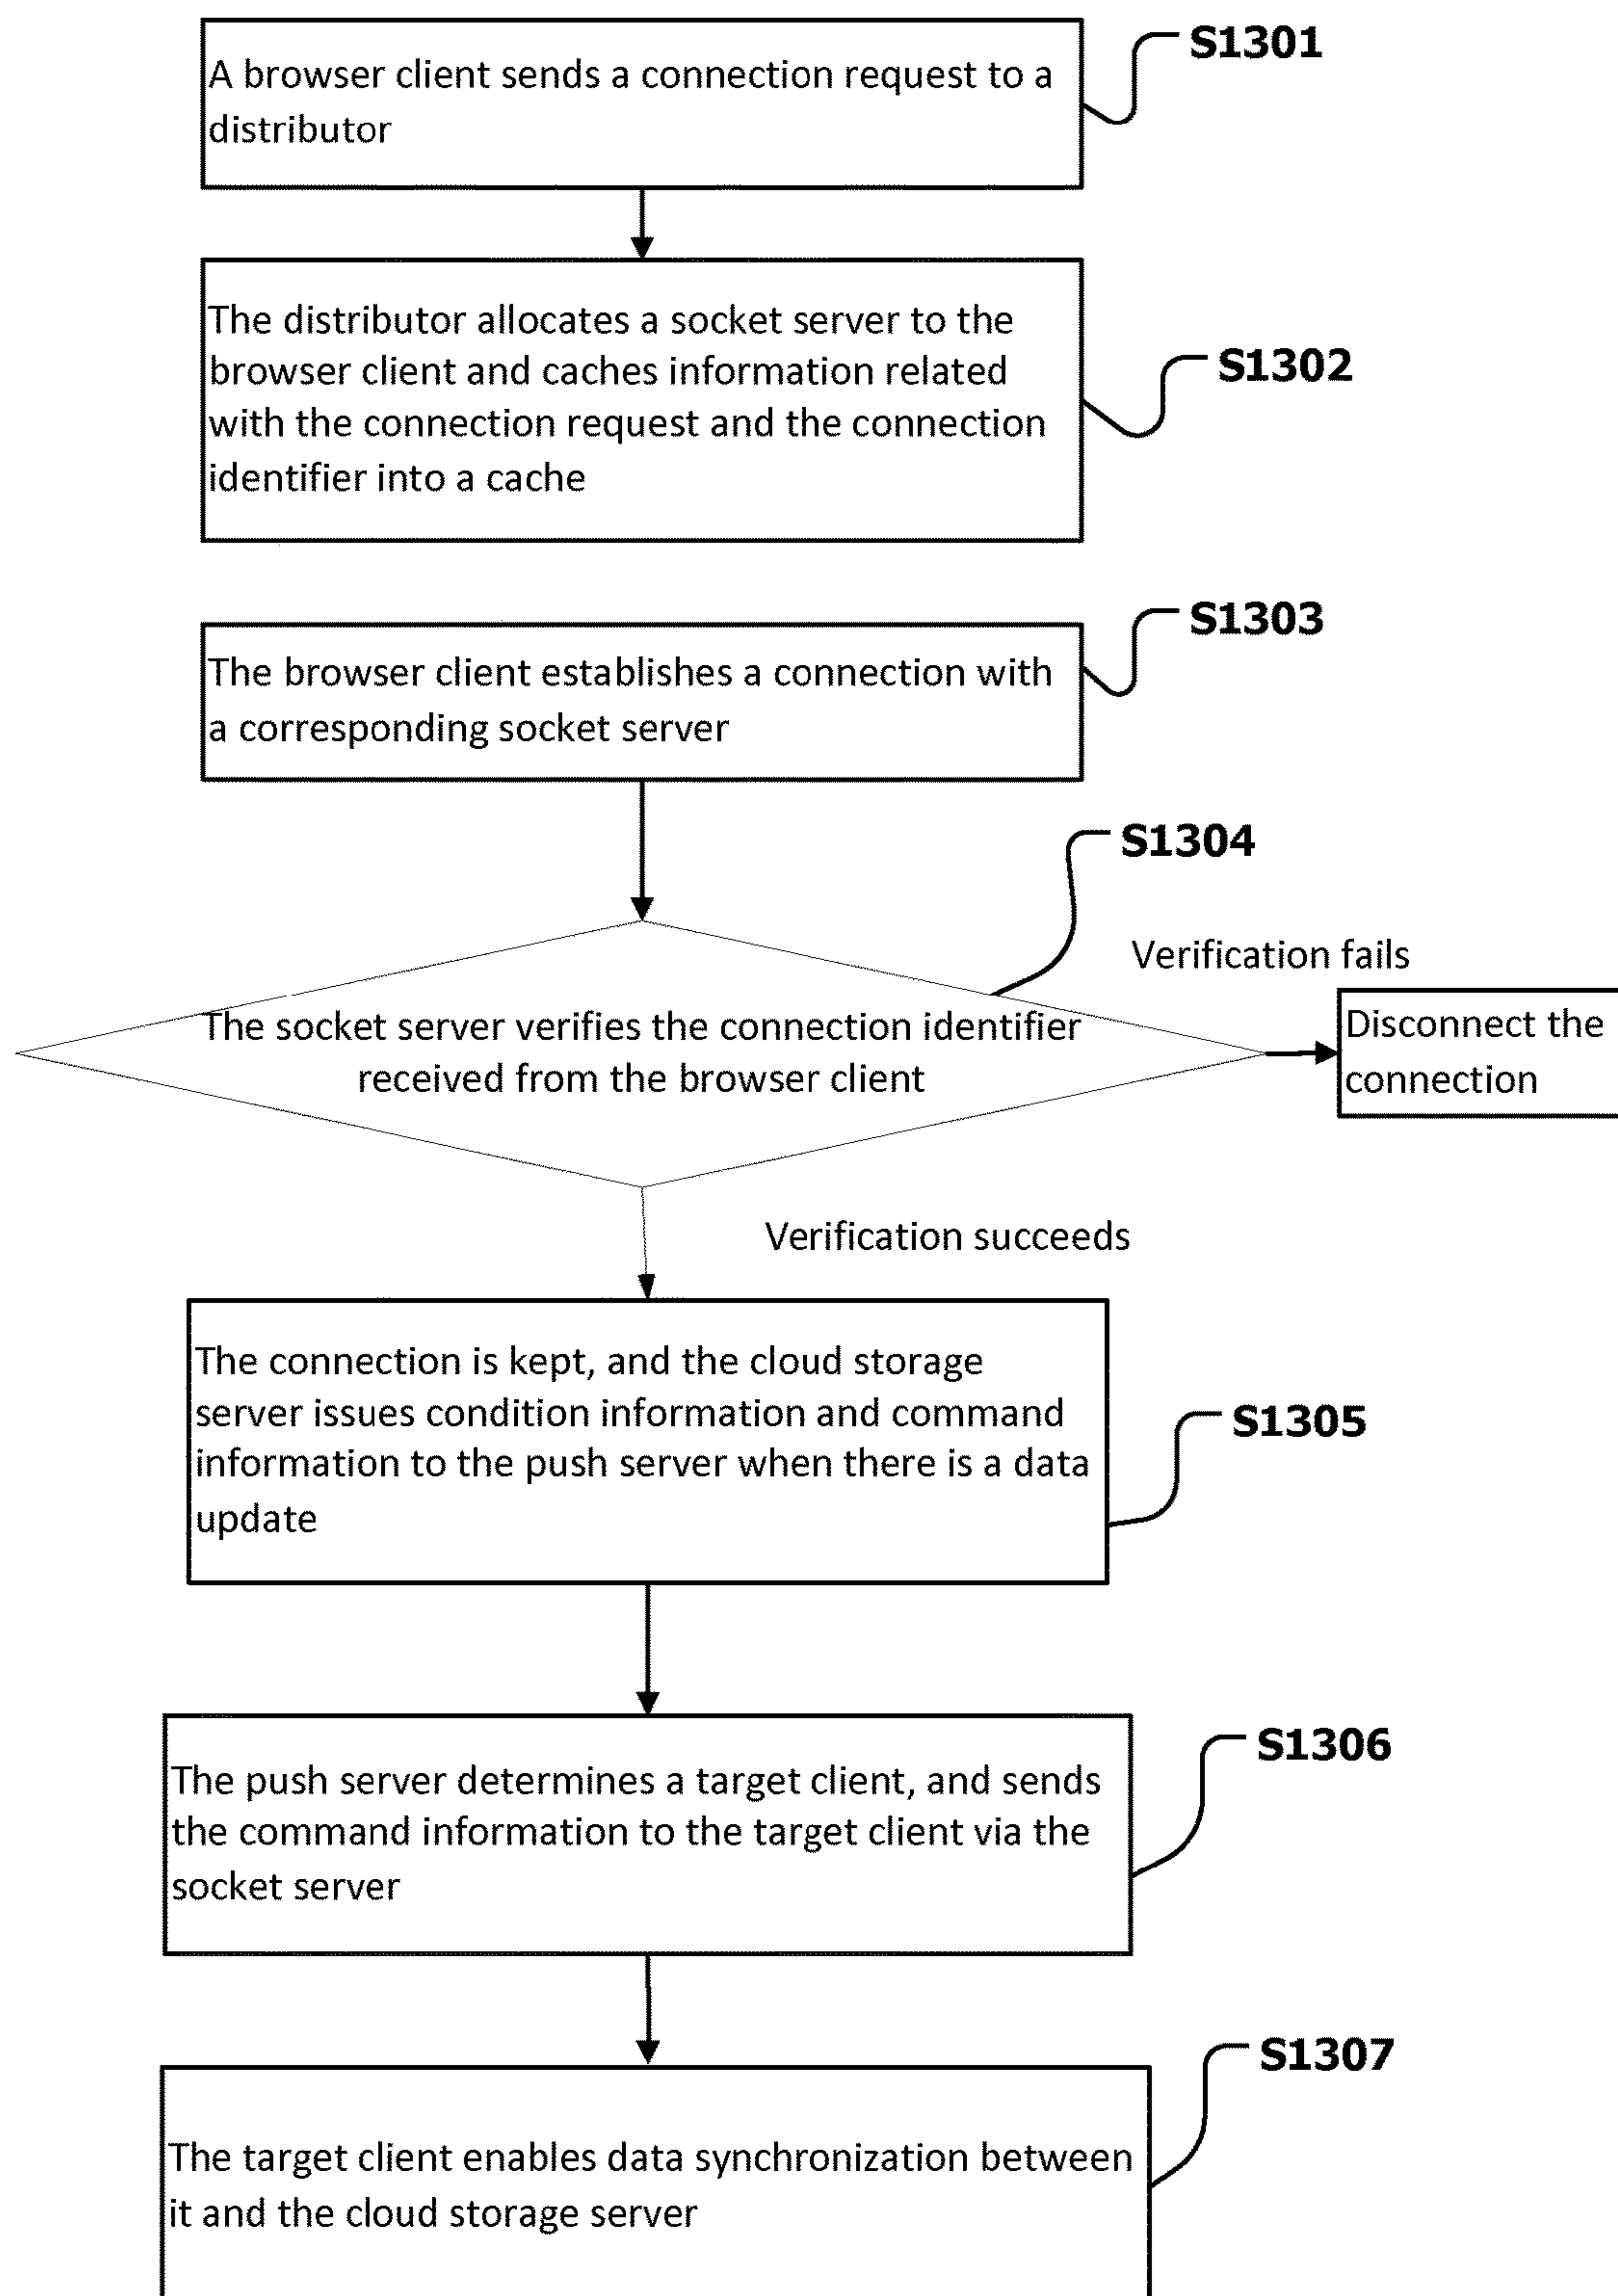 S1301
A browser client sends a connection request to a
distributor
The distributor allocates a socket server to the
browser client and caches information related
with the connection request and the connection
identifier into a cache
S1302
S1303
The browser client establishes a connection with
a corresponding socket server
S1304
Verification fails
The socket server verifies the connection identifier
received from the browser client
Disconnect the
connection
Verification succeeds
The connection is kept, and the cloud storage
server issues condition information and command
information to the push server when there is a data
update
S1305
S1306
The push server determines a target client, and sends
the command information to the target client via the
socket server
S1307
The target client enables data synchronization between
it and the cloud storage server